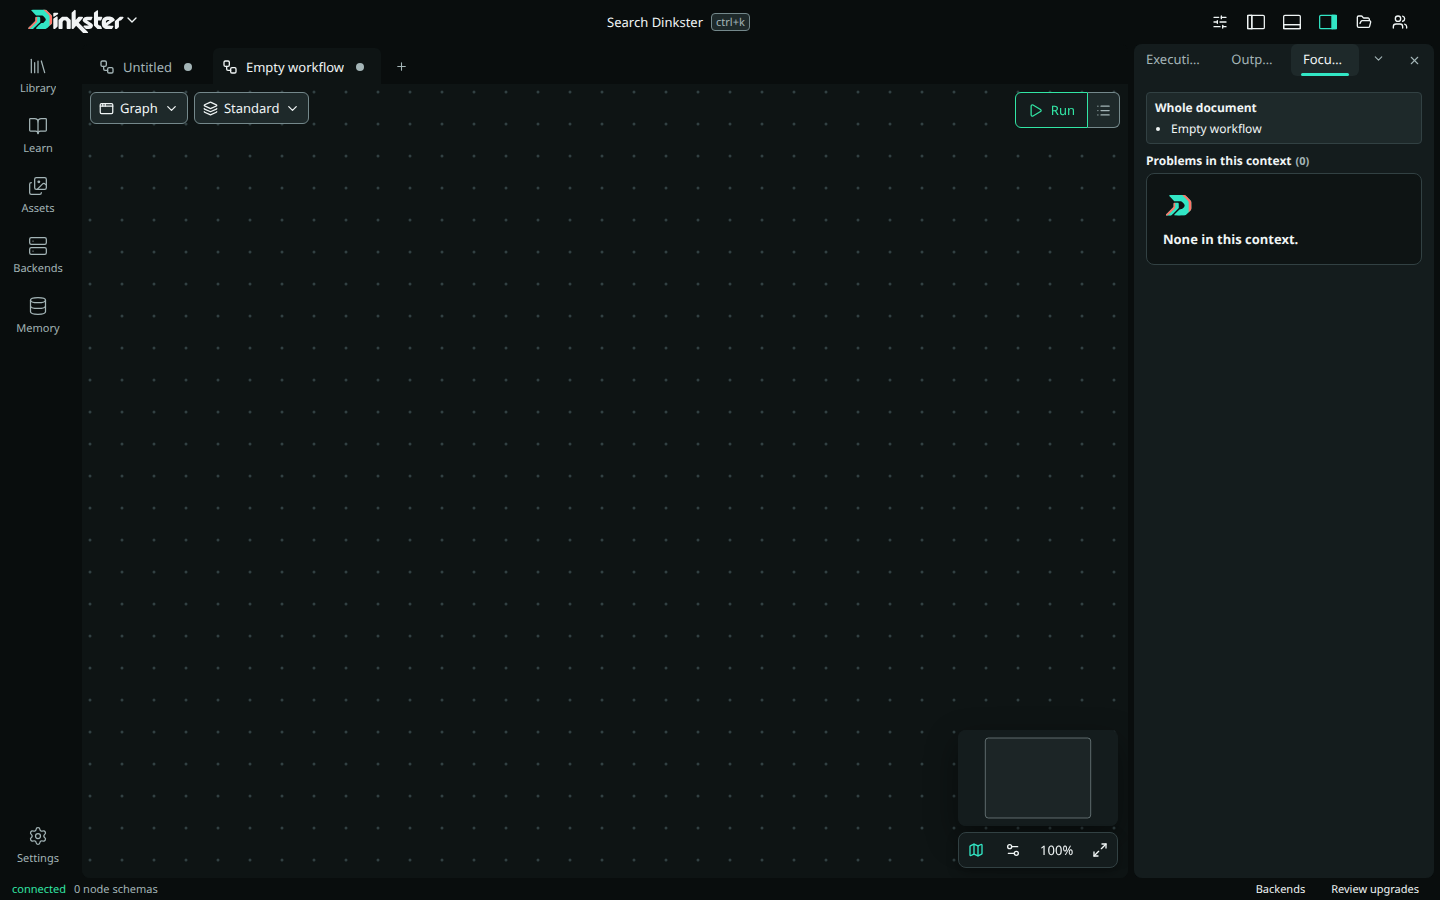 Dinkster
Search Dinkster ctrl+k
Library
Learn
Assets
Backends
Memory
Settings
Untitled
Empty workflow
Graph
Standard
Run
100%
Executi...
Outp...
Focu...
Whole document
• Empty workflow
Problems in this context (0)
None in this context.
connected 0 node schemas
Backends
Review upgrades